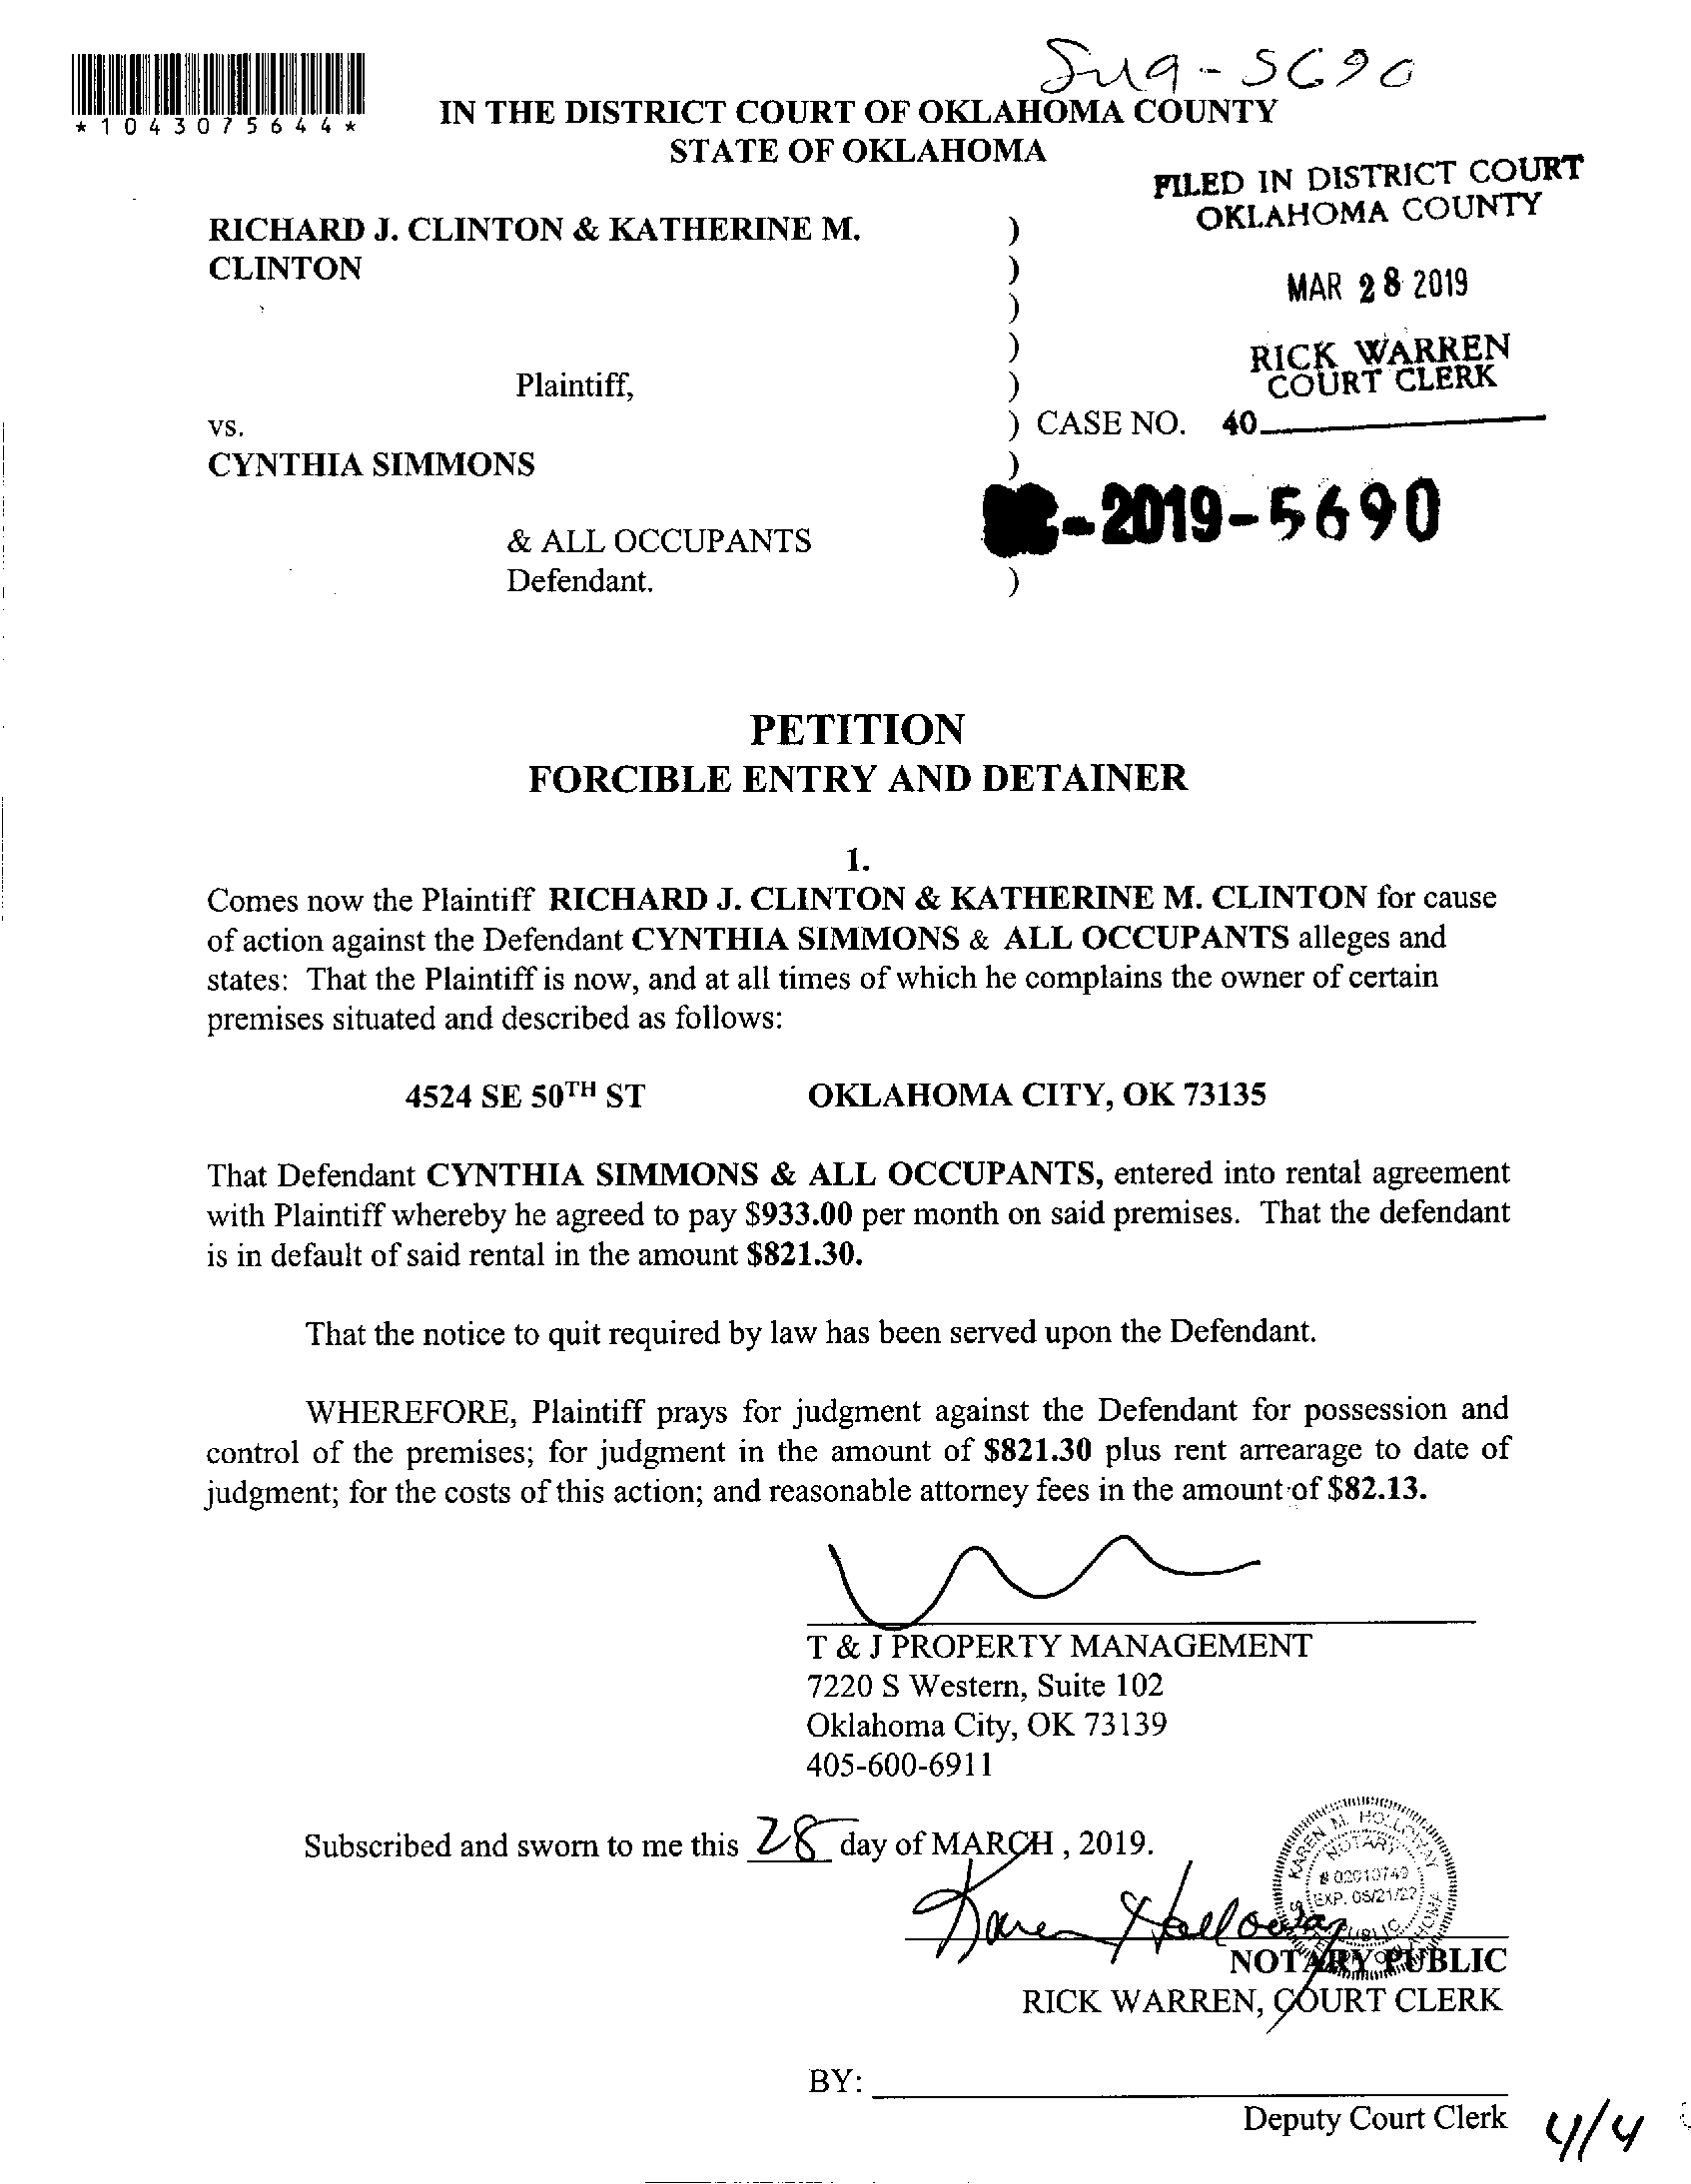 *1043075644*
IN THE DISTRICT COURT OF OKLAHOMA COUNTY
STATE OF OKLAHOMA
FILED IN DISTRICT COURT
OKLAHOMA COUNTY
MAR 28 2019
RICK WARREN
COURT CLERK
40
RICHARD J. CLINTON & KATHERINE M. )
CLINTON )
)
)
Plaintiff, )
vs. ) CASE NO.
CYNTHIA SIMMONS )
-2019-5690
& ALL OCCUPANTS
Defendant. )
PETITION
FORCIBLE ENTRY AND DETAINER
1.
Comes now the Plaintiff RICHARD J. CLINTON & KATHERINE M. CLINTON for cause
of action against the Defendant CYNTHIA SIMMONS & ALL OCCUPANTS alleges and
states: That the Plaintiff is now, and at all times of which he complains the owner of certain
premises situated and described as follows:
4524 SE 50TH ST OKLAHOMA CITY, OK 73135
That Defendant CYNTHIA SIMMONS & ALL OCCUPANTS, entered into rental agreement
with Plaintiff whereby he agreed to pay $933.00 per month on said premises. That the defendant
is in default of said rental in the amount $821.30.
That the notice to quit required by law has been served upon the Defendant.
WHEREFORE, Plaintiff prays for judgment against the Defendant for possession and
control of the premises; for judgment in the amount of $821.30 plus rent arrearage to date of
judgment; for the costs of this action; and reasonable attorney fees in the amount of $82.13.
T & J PROPERTY MANAGEMENT
7220 S Western, Suite 102
Oklahoma City, OK 73139
405-600-6911
Subscribed and sworn to me this 28 day of MARCH , 2019.
Karen Holloway
KAREN M. HOLLOWAY
NOTARY
# 02010749
EXP. 05/21/22
PUBLIC
NOTARY PUBLIC
RICK WARREN, COURT CLERK
BY:
Deputy Court Clerk
4/4